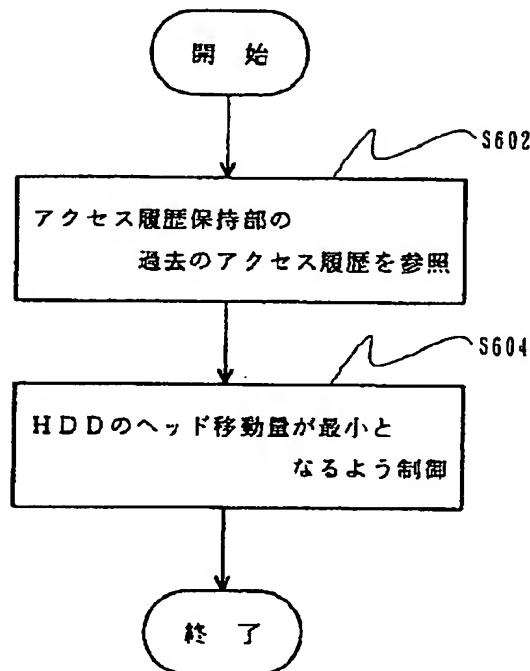 開 始
S602
アクセス履歴保持部の
過去のアクセス履歴を参照
S604
HDDのヘッド移動量が最小と
なるよう制御
終 了